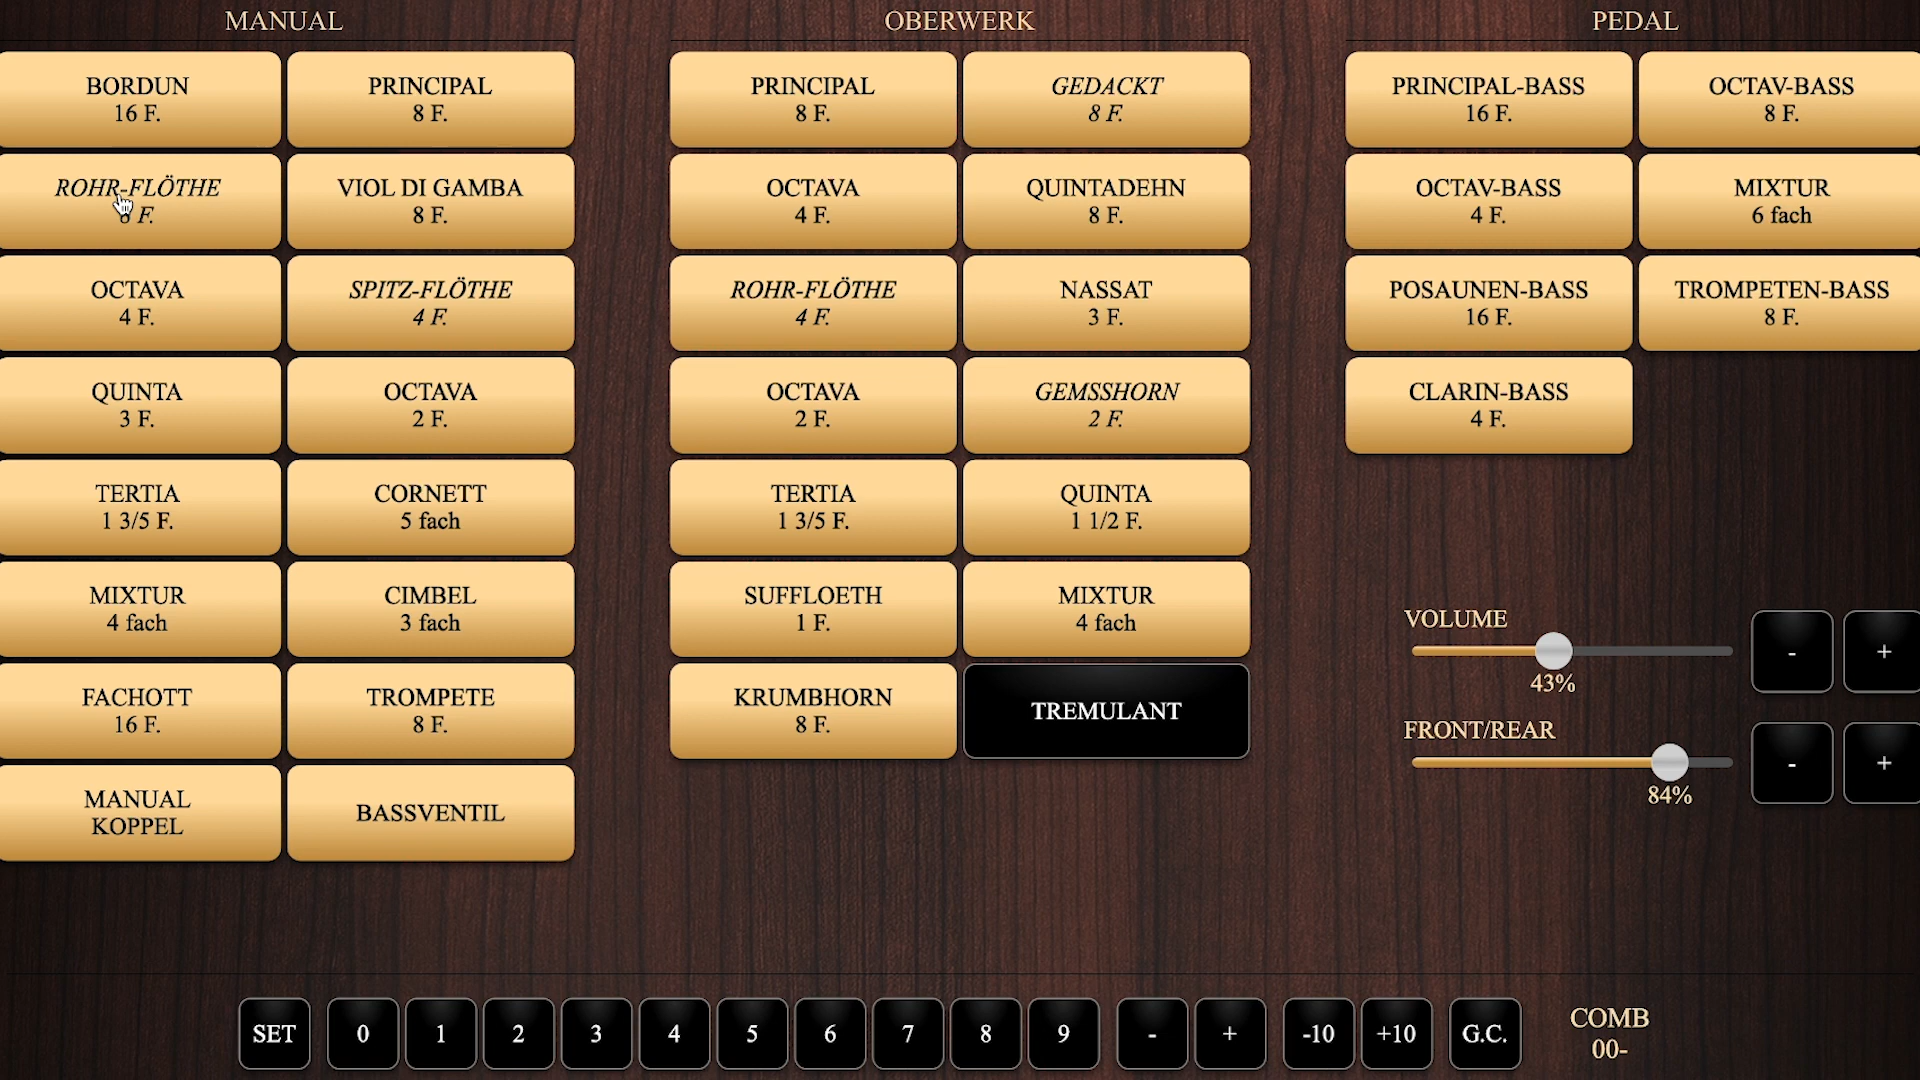 MANUAL
BORDUN
16 F.
PRINCIPAL
8 F.
ROHR-FLÖTHE
8 F.
VIOL DI GAMBA
8 F.
OCTAVA
4 F.
SPITZ-FLÖTHE
4 F.
QUINTA
3 F.
OCTAVA
2 F.
TERTIA
1 3/5 F.
CORNETT
5 fach
MIXTUR
4 fach
CIMBEL
3 fach
FACHOTT
16 F.
TROMPETE
8 F.
MANUAL
KOPPEL
BASSVENTIL
OBERWERK
PRINCIPAL
8 F.
GEDACKT
8 F.
OCTAVA
4 F.
QUINTADEHN
8 F.
ROHR-FLÖTHE
4 F.
NASSAT
3 F.
OCTAVA
2 F.
GEMSSHORN
2 F.
TERTIA
1 3/5 F.
QUINTA
1 1/2 F.
SUFFLOETH
1 F.
MIXTUR
4 fach
KRUMBHORN
8 F.
TREMULANT
PEDAL
PRINCIPAL-BASS
16 F.
OCTAV-BASS
8 F.
OCTAV-BASS
4 F.
MIXTUR
6 fach
POSAUNEN-BASS
16 F.
TROMPETEN-BASS
8 F.
CLARIN-BASS
4 F.
VOLUME
43%
- +
FRONT/REAR
84%
- +
SET 0 1 2 3 4 5 6 7 8 9 - + -10 +10 G.C.
COMB
00-